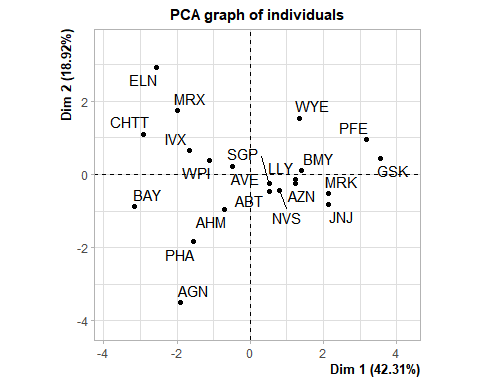 PCA graph of individuals
Dim 2 (18.92%)
ELN
MRX
WYE
CHTT
PFE
IVX
SGP
BMY
LLY
WPI
GSK
AVE
MRK
BAY
AZN
ABT
AHM
NVS
JNJ
PHA
AGN
2
0
-2
-4
-4
-2
0
2
4
Dim 1 (42.31%)